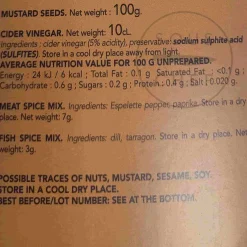 MUSTARD SEEDS. Net weight: 100g.
CIDER VINEGAR. Net weight: 10cL.
Ingredients: cider vinegar (5% acidity), preservative: sodium sulphite acid
(SULFITES). Store in a cool dry place away from light.
AVERAGE NUTRITION VALUE FOR 100 G UNPREPARED.
Energy : 24 kJ / 6 kcal ; Total Fat : 0.1 g Saturated Fat : <0.1 g ;
Carbohydrate : 0.6 g ; Sugars : 0.2 g ; Protein : 0.4 g ; Salt : 0.020 g.
MEAT SPICE MIX. Ingredients: Espelette pepper, paprika. Store in a dry
place. Net weight: 7g.
FISH SPICE MIX. Ingredients: dill, tarragon. Store in a dry place. Net
weight: 3g.
POSSIBLE TRACES OF NUTS, MUSTARD, SESAME, SOY.
STORE IN A COOL DRY PLACE.
BEST BEFORE/LOT NUMBER: SEE AT THE BOTTOM.